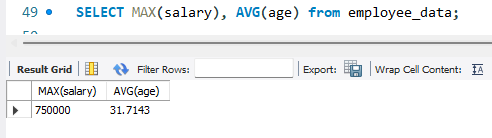 49 SELECT MAX(salary), AVG(age) from employee_data;
Result Grid Filter Rows: Export: Wrap Cell Content: IA
MAX(salary) AVG(age)
750000 31.7143